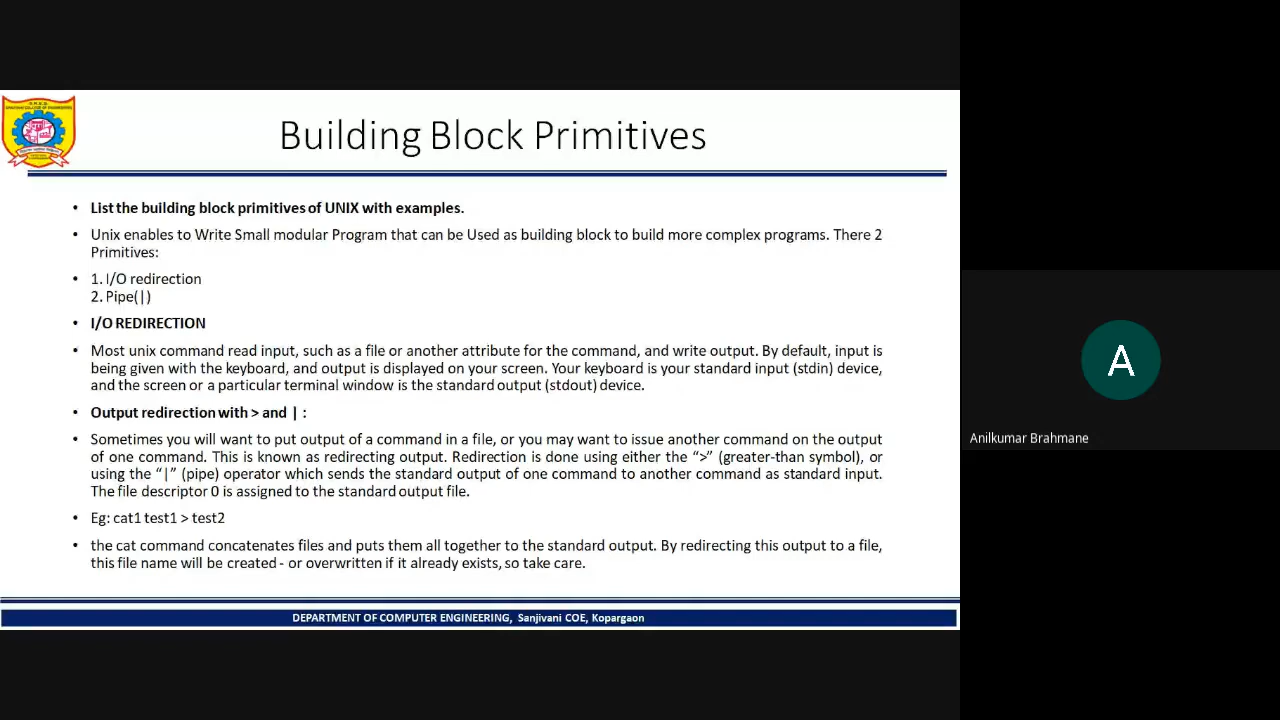 Building Block Primitives
• List the building block primitives of UNIX with examples.
• Unix enables to Write Small modular Program that can be Used as building block to build more complex programs. There 2
Primitives:
• 1. I/O redirection
2. Pipe(|)
• I/O REDIRECTION
• Most unix command read input, such as a file or another attribute for the command, and write output. By default, input is
being given with the keyboard, and output is displayed on your screen. Your keyboard is your standard input (stdin) device,
and the screen or a particular terminal window is the standard output (stdout) device.
• Output redirection with > and | :
• Sometimes you will want to put output of a command in a file, or you may want to issue another command on the output
of one command. This is known as redirecting output. Redirection is done using either the “>” (greater-than symbol), or
using the “|” (pipe) operator which sends the standard output of one command to another command as standard input.
The file descriptor 0 is assigned to the standard output file.
• Eg: cat1 test1 > test2
• the cat command concatenates files and puts them all together to the standard output. By redirecting this output to a file,
this file name will be created - or overwritten if it already exists, so take care.
DEPARTMENT OF COMPUTER ENGINEERING, Sanjivani COE, Kopargaon
A
Anilkumar Brahmane